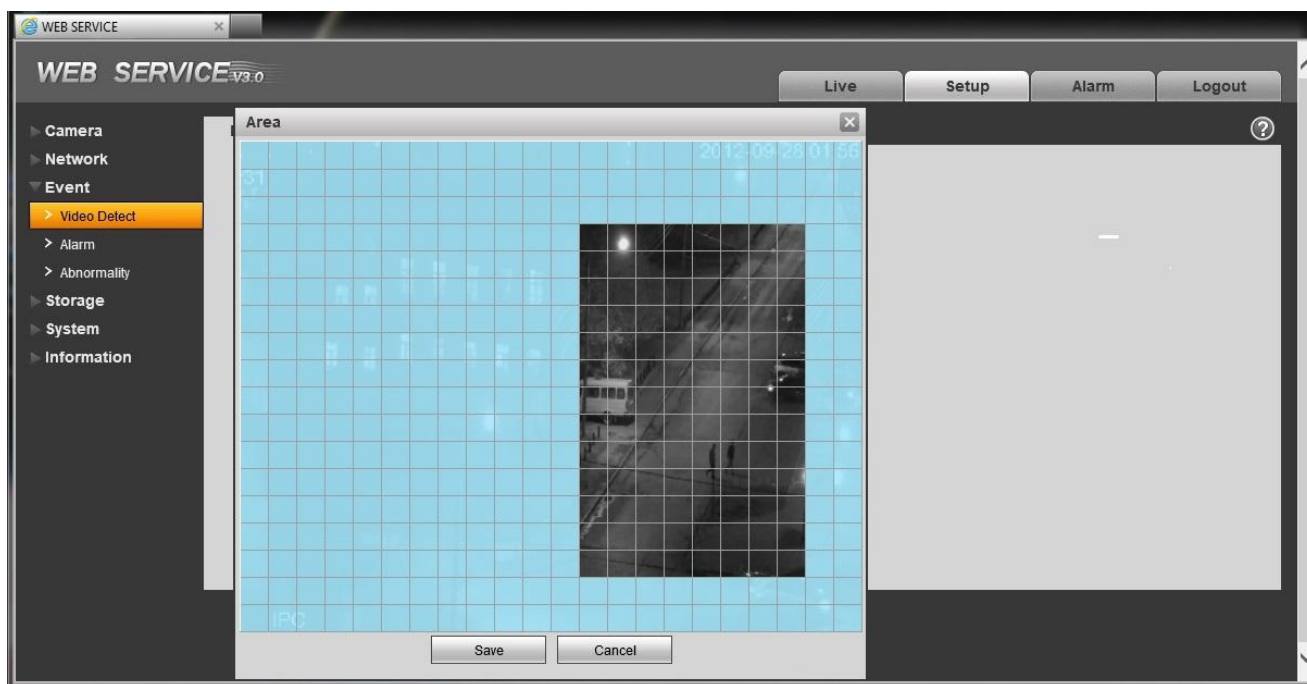 WEB SERVICE
WEB SERVICE V3.0
Live
Setup
Alarm
Logout
Camera
Network
Event
Video Detect
Alarm
Abnormality
Storage
System
Information
Area
2012-09-28 01:56
31
IPC
Save
Cancel